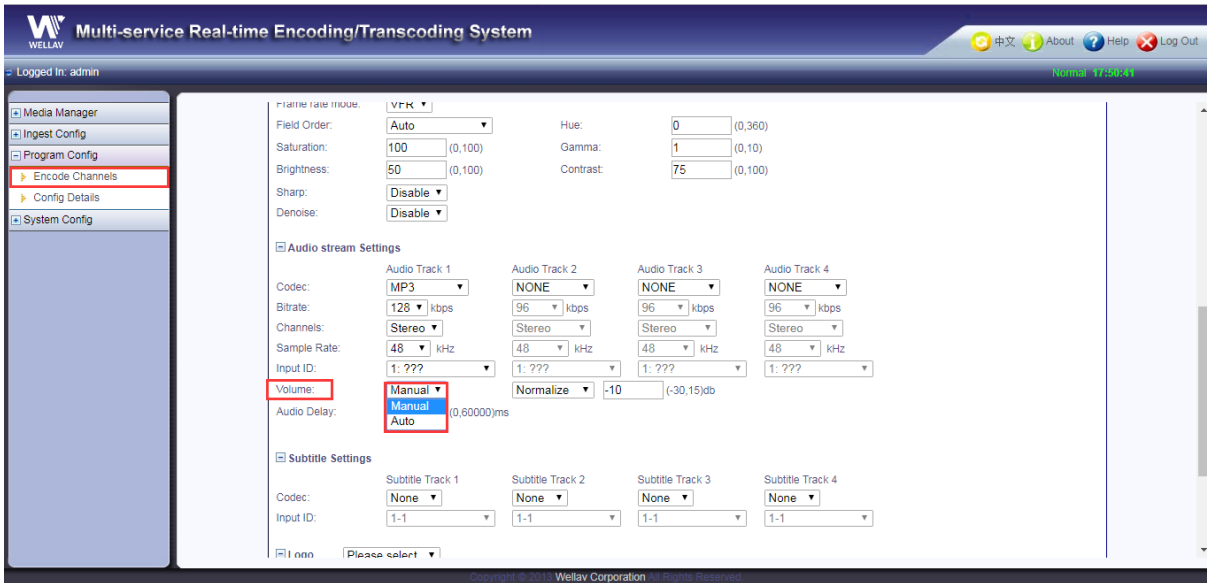 WELLAV Multi-service Real-time Encoding/Transcoding System
中文 About Help Log Out
Logged In: admin Normal 17:50:41
Media Manager
Ingest Config
Program Config
Encode Channels
Config Details
System Config
Frame rate mode: VFR
Field Order: Auto Hue: 0 (0,360)
Saturation: 100 (0,100) Gamma: 1 (0,10)
Brightness: 50 (0,100) Contrast: 75 (0,100)
Sharp: Disable
Denoise: Disable
Audio stream Settings
Audio Track 1 Audio Track 2 Audio Track 3 Audio Track 4
Codec: MP3 NONE NONE NONE
Bitrate: 128 kbps 96 kbps 96 kbps 96 kbps
Channels: Stereo Stereo Stereo Stereo
Sample Rate: 48 kHz 48 kHz 48 kHz 48 kHz
Input ID: 1: ??? 1: ??? 1: ??? 1: ???
Volume: Manual Normalize -10 (-30,15)db
Manual
Audio Delay: (0,60000)ms
Auto
Subtitle Settings
Subtitle Track 1 Subtitle Track 2 Subtitle Track 3 Subtitle Track 4
Codec: None None None None
Input ID: 1-1 1-1 1-1 1-1
Logo Please select
Copyright © 2013 Wellav Corporation All Rights Reserved